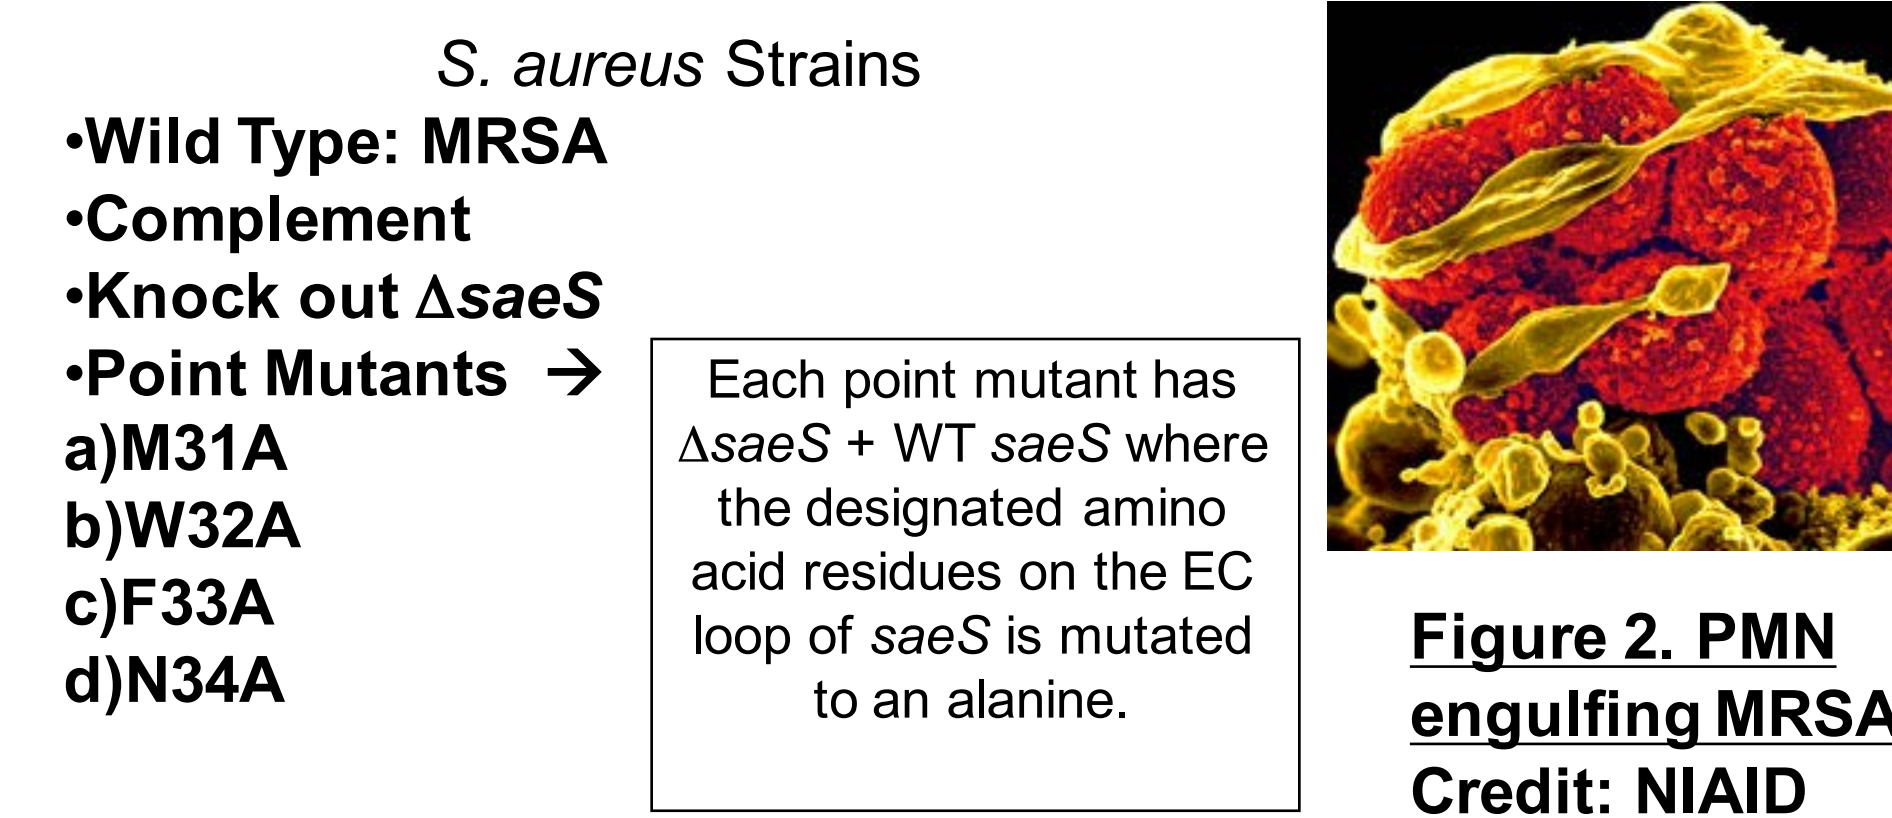 S. aureus Strains
•Wild Type: MRSA
•Complement
•Knock out ΔsaeS
•Point Mutants →
a)M31A
b)W32A
c)F33A
d)N34A
Each point mutant has
ΔsaeS + WT saeS where
the designated amino
acid residues on the EC
loop of saeS is mutated
to an alanine.
Figure 2. PMN
engulfing MRSA
Credit: NIAID